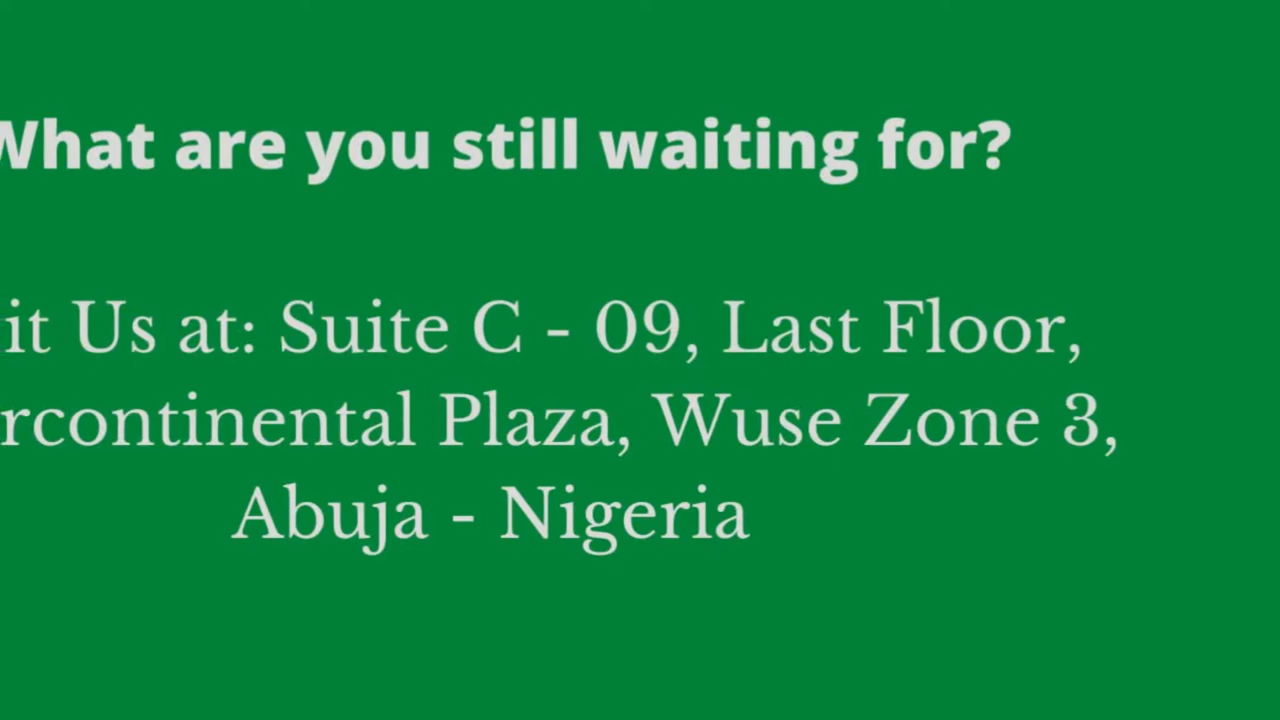 What are you still waiting for?
it Us at: Suite C - 09, Last Floor,
rcontinental Plaza, Wuse Zone 3,
Abuja - Nigeria